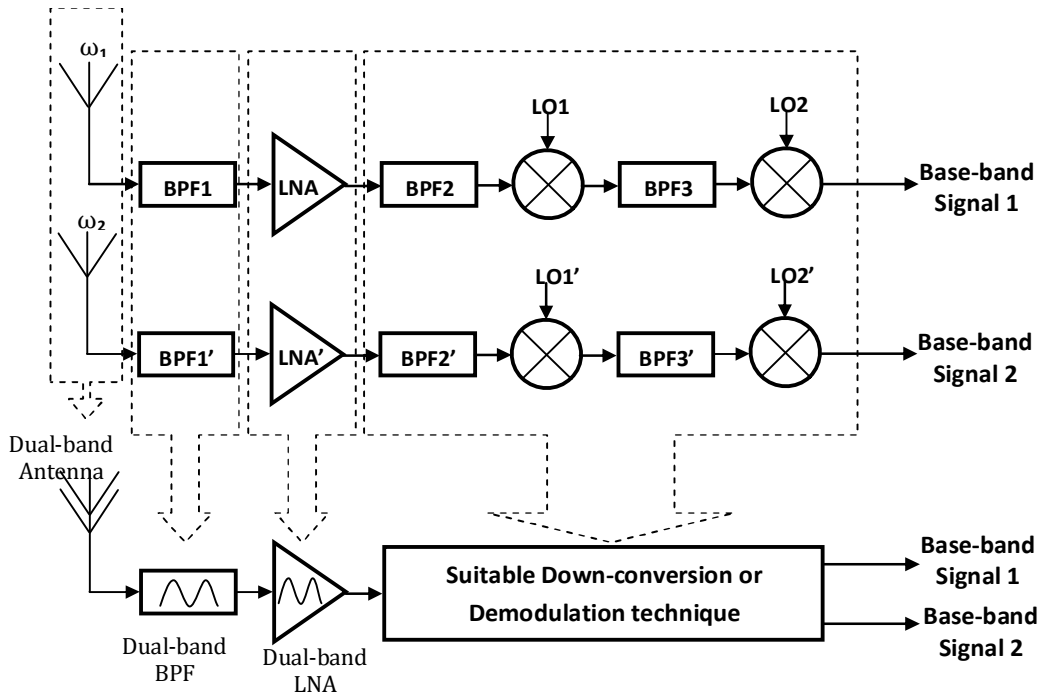 ω₁
LO1
LO2
BPF1
LNA
BPF2
BPF3
Base-band
Signal 1
ω₂
LO1’
LO2’
BPF1’
LNA’
BPF2’
BPF3’
Base-band
Signal 2
Dual-band
Antenna
Suitable Down-conversion or
Demodulation technique
Base-band
Signal 1
Base-band
Signal 2
Dual-band
BPF
Dual-band
LNA